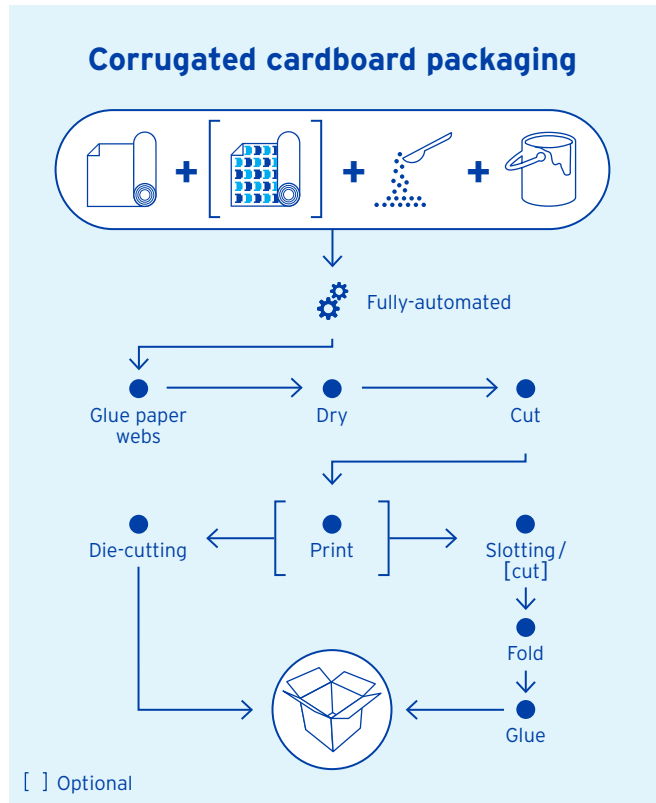 Corrugated cardboard packaging
Fully-automated
Glue paper
webs
Dry
Cut
Die-cutting
Print
Slotting/
[cut]
Fold
Glue
[ ] Optional